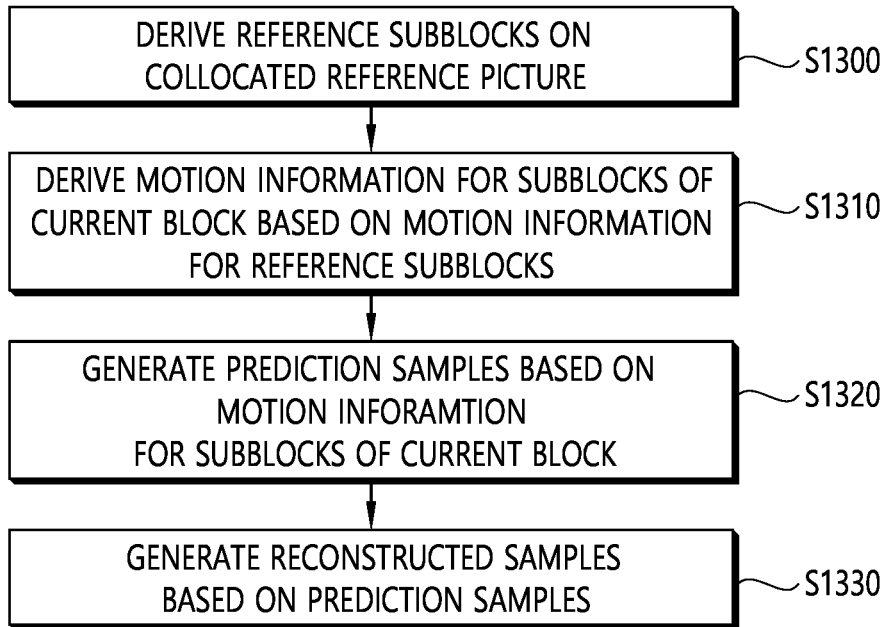 DERIVE REFERENCE SUBBLOCKS ON
COLLOCATED REFERENCE PICTURE
S1300
DERIVE MOTION INFORMATION FOR SUBBLOCKS OF
CURRENT BLOCK BASED ON MOTION INFORMATION
FOR REFERENCE SUBBLOCKS
S1310
GENERATE PREDICTION SAMPLES BASED ON
MOTION INFORAMTION
FOR SUBBLOCKS OF CURRENT BLOCK
S1320
GENERATE RECONSTRUCTED SAMPLES
BASED ON PREDICTION SAMPLES
S1330